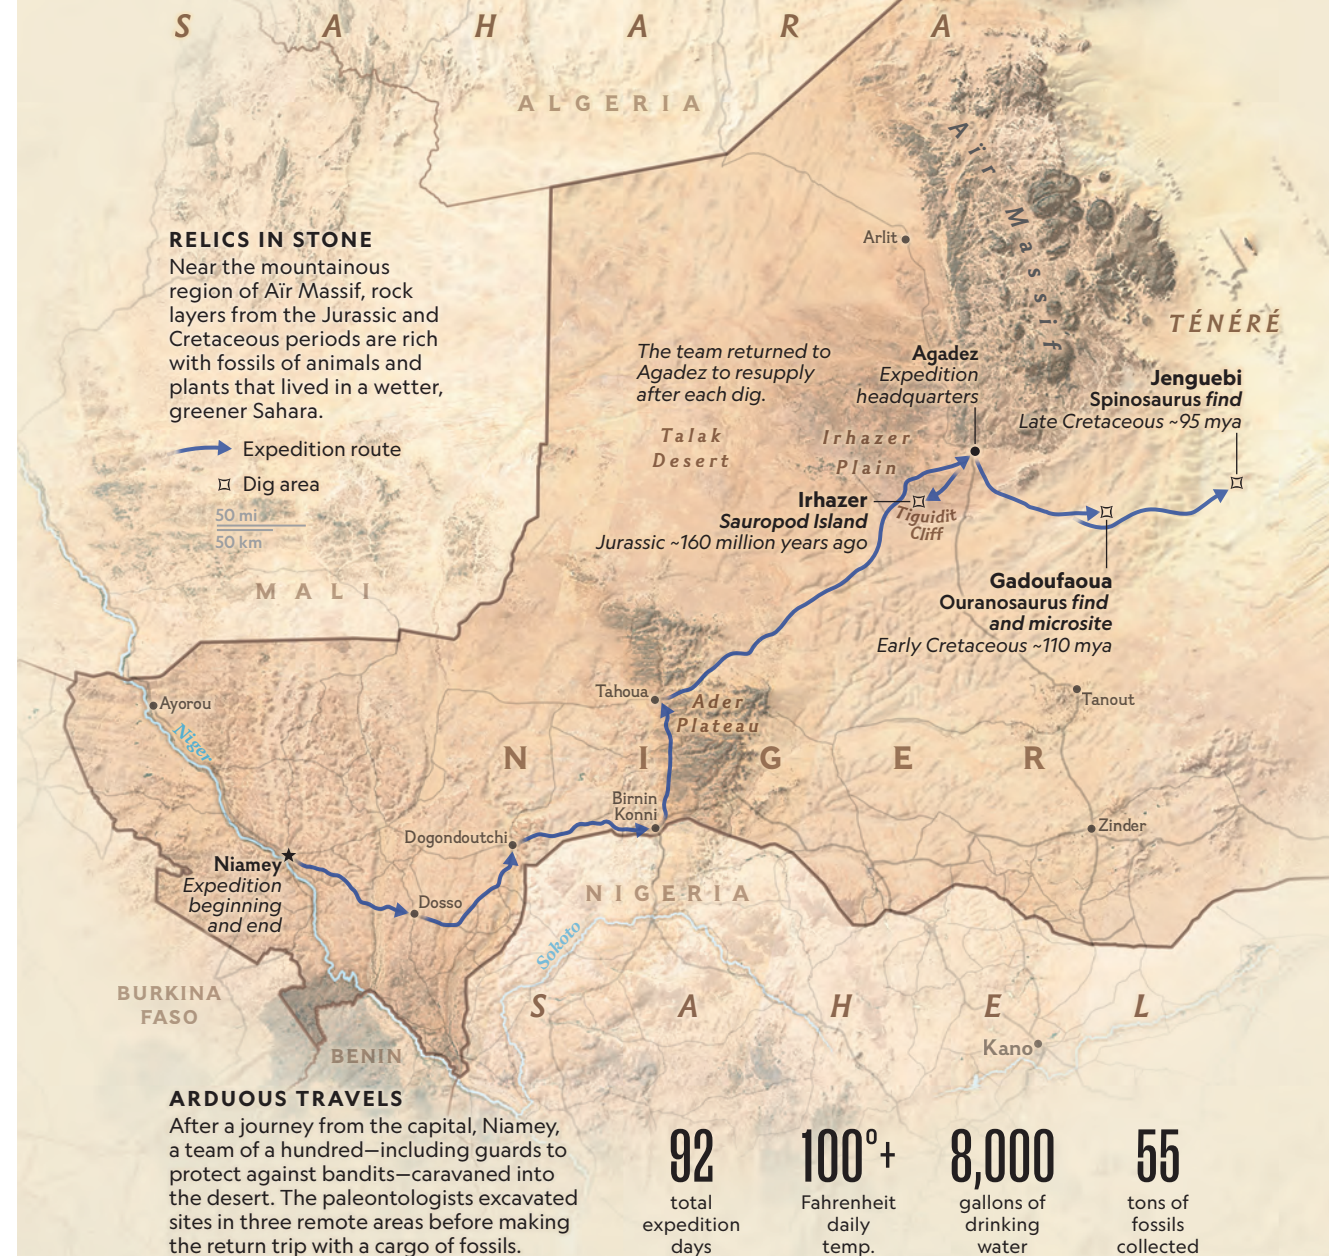 SAHARA
ALGERIA
Aïr Massif
Arlit
RELICS IN STONE
Near the mountainous
region of Aïr Massif, rock
layers from the Jurassic and
Cretaceous periods are rich
with fossils of animals and
plants that lived in a wetter,
greener Sahara.
Expedition route
Dig area
50 mi
50 km
TÉNÉRÉ
The team returned to
Agadez to resupply
after each dig.
Agadez
Expedition
headquarters
Jenguebi
Spinosaurus find
Late Cretaceous ~95 mya
Talak
Desert
Irhazer
Plain
Irhazer
Sauropod Island
Jurassic ~160 million years ago
Tiguidit
Cliff
Gadoufaoua
Ouranosaurus find
and microsite
Early Cretaceous ~110 mya
MALI
Ayorou
Niger
Tahoua
Ader
Plateau
Tanout
NIGER
Birnin
Konni
Dogondoutchi
Zinder
Niamey
Expedition
beginning
and end
Dosso
NIGERIA
Sokoto
BURKINA
FASO
SAHEL
BENIN
Kano
ARDUOUS TRAVELS
After a journey from the capital, Niamey,
a team of a hundred—including guards to
protect against bandits—caravaned into
the desert. The paleontologists excavated
sites in three remote areas before making
the return trip with a cargo of fossils.
92
total
expedition
days
100°+
Fahrenheit
daily
temp.
8,000
gallons of
drinking
water
55
tons of
fossils
collected